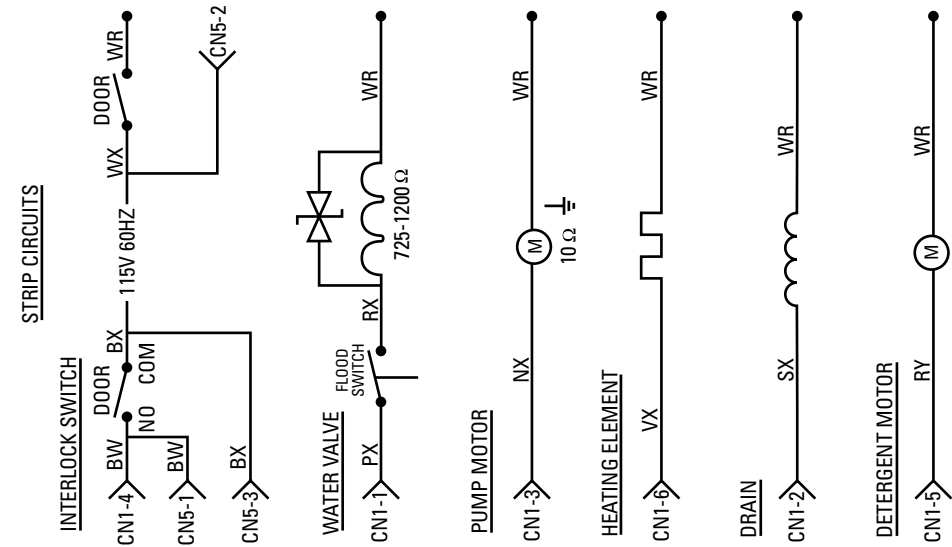 STRIP CIRCUITS
INTERLOCK SWITCH
CN1-4
BW
NO
DOOR
COM
BX
115V 60HZ
WX
DOOR
WR
CN5-1
BW
CN5-3
BX
CN5-2
WATER VALVE
CN1-1
PX
FLOOD
SWITCH
RX
725-1200 Ω
WR
PUMP MOTOR
CN1-3
NX
M
10 Ω
WR
HEATING ELEMENT
CN1-6
VX
WR
DRAIN
CN1-2
SX
WR
DETERGENT MOTOR
CN1-5
RY
M
WR